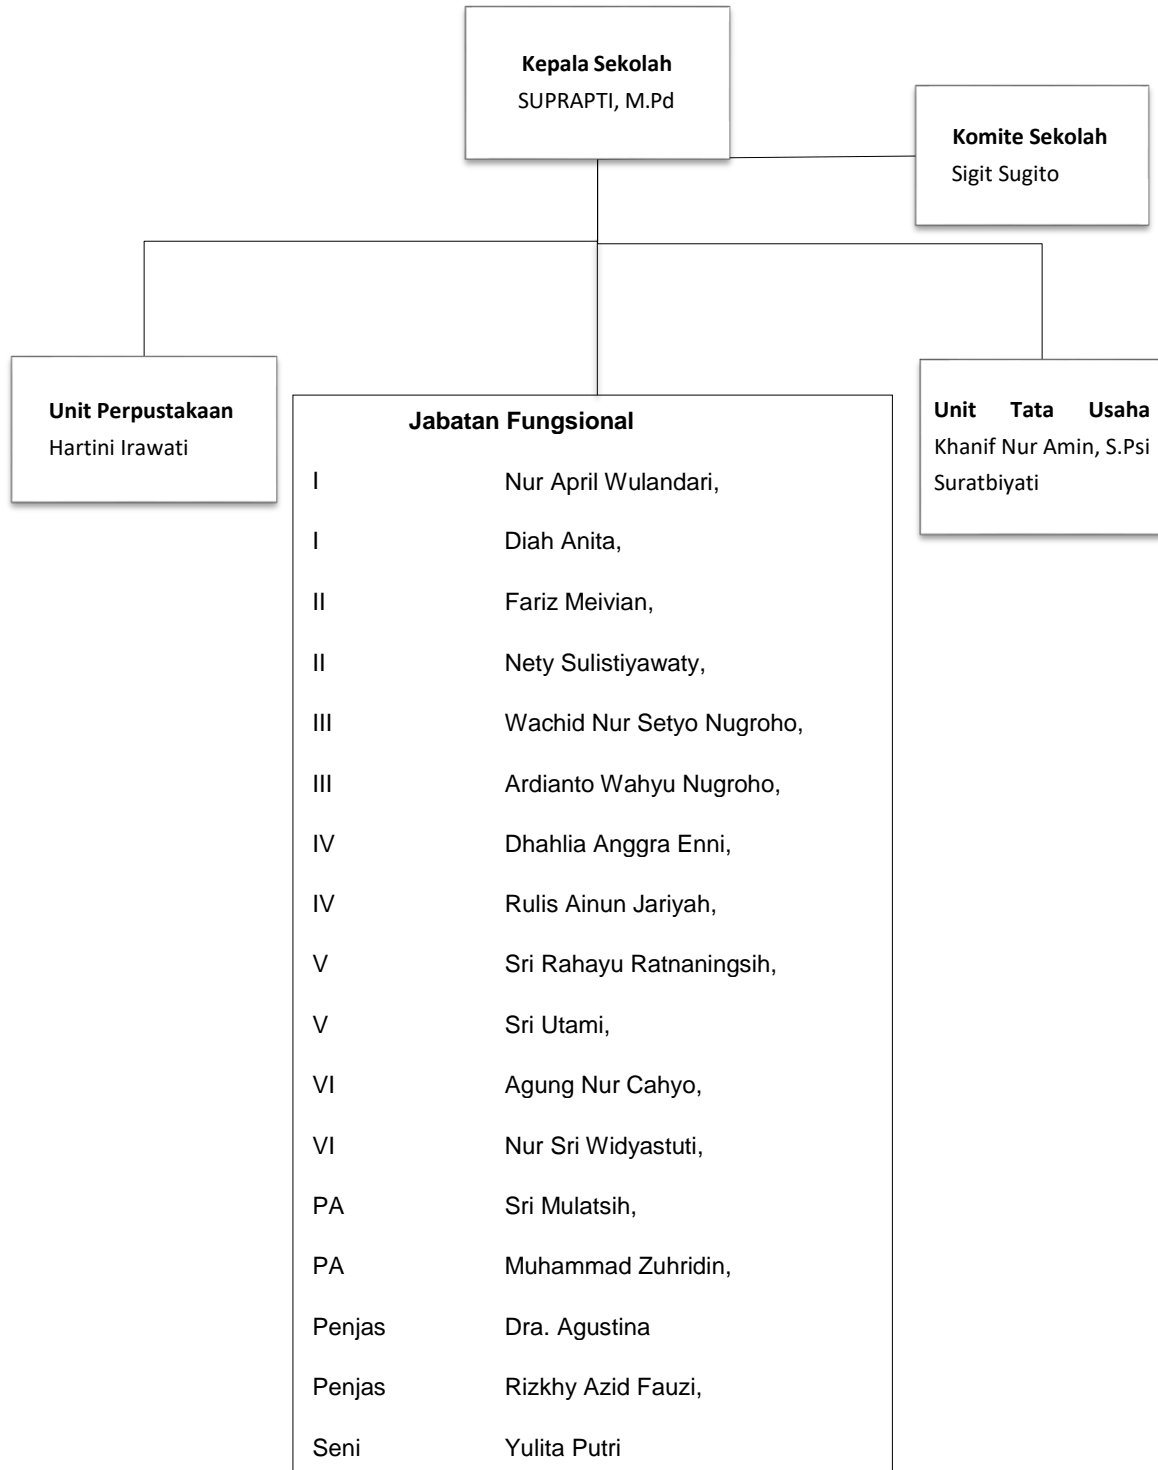 Kepala Sekolah
SUPRAPTI, M.Pd
Komite Sekolah
Sigit Sugito
Unit Perpustakaan
Hartini Irawati
Unit Tata Usaha
Khanif Nur Amin, S.Psi
Suratbiyati
Jabatan Fungsional
I Nur April Wulandari,
I Diah Anita,
II Fariz Meivian,
II Nety Sulistiyawaty,
III Wachid Nur Setyo Nugroho,
III Ardianto Wahyu Nugroho,
IV Dhahlia Anggra Enni,
IV Rulis Ainun Jariyah,
V Sri Rahayu Ratnaningsih,
V Sri Utami,
VI Agung Nur Cahyo,
VI Nur Sri Widyastuti,
PA Sri Mulatsih,
PA Muhammad Zuhridin,
Penjas Dra. Agustina
Penjas Rizkhy Azid Fauzi,
Seni Yulita Putri